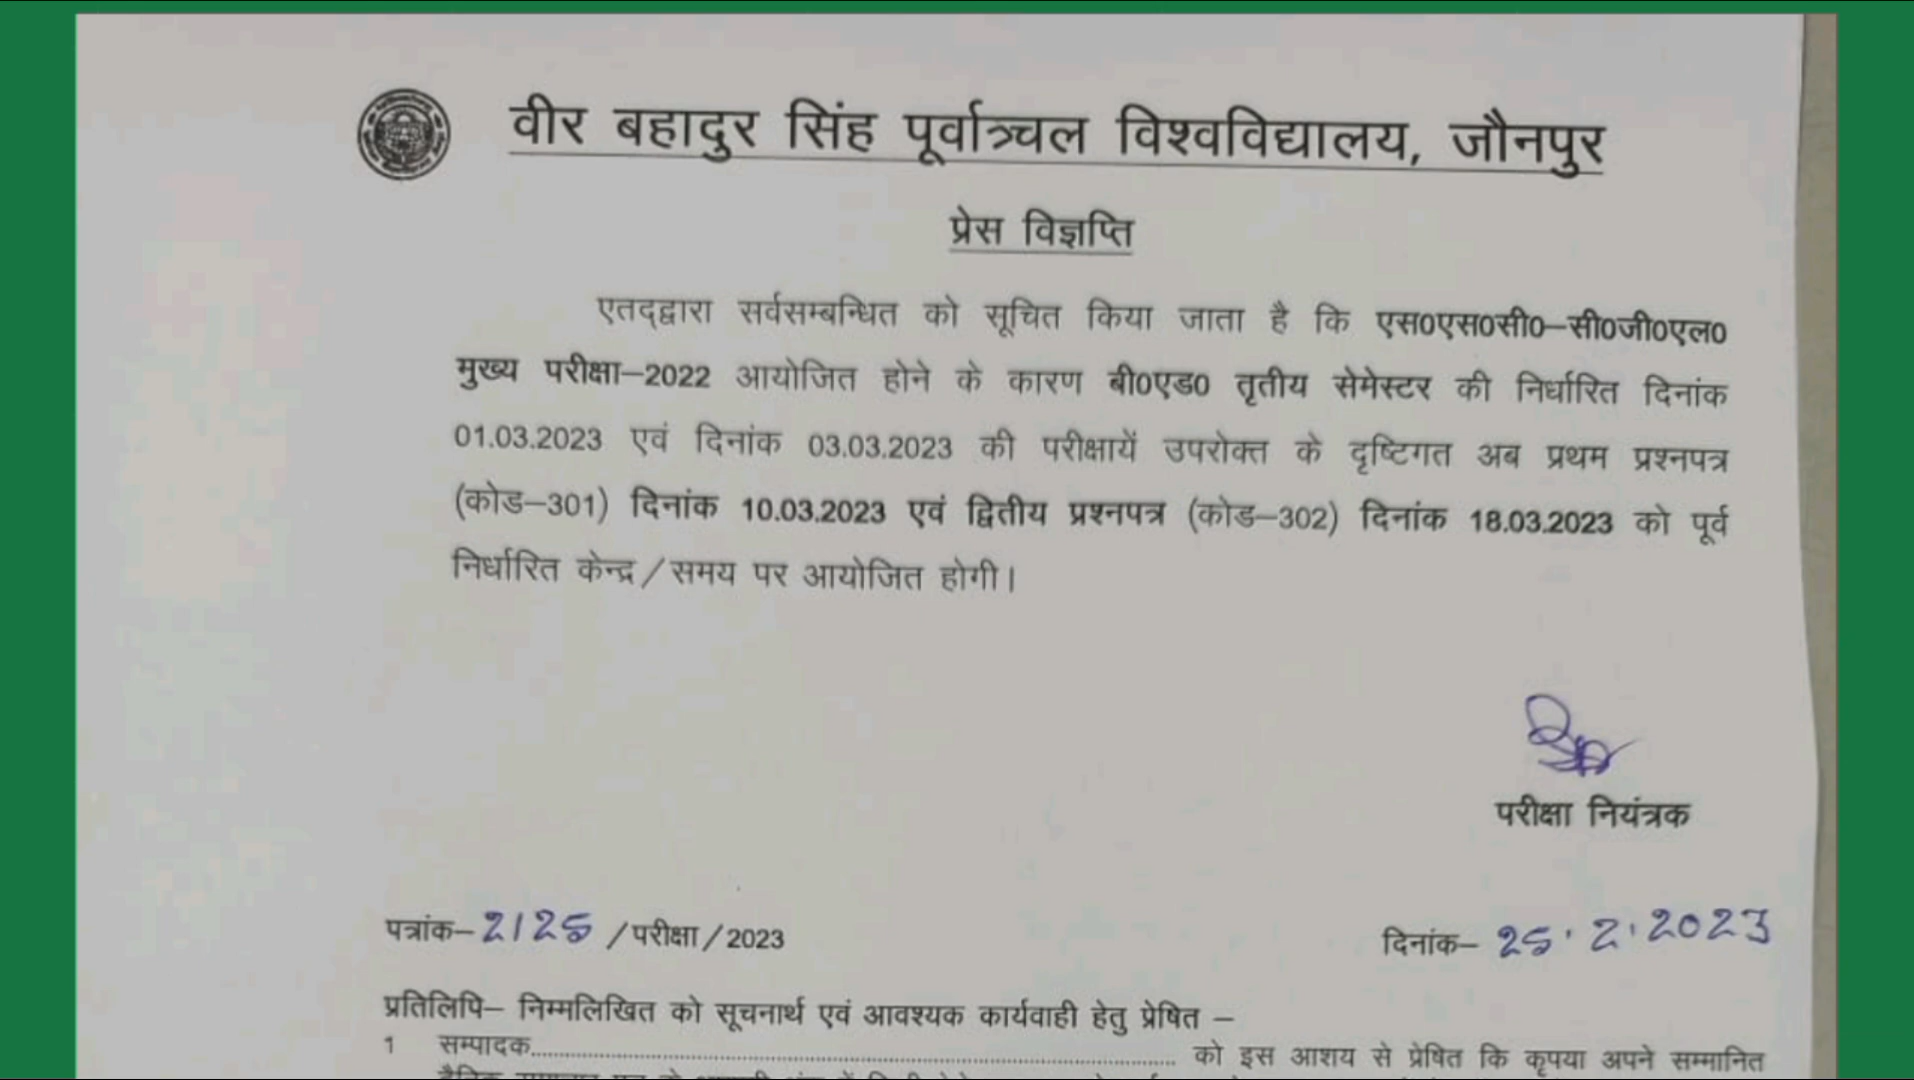 वीर बहादुर सिंह पूर्वाञ्चल विश्वविद्यालय, जौनपुर
प्रेस विज्ञप्ति
एतद्द्वारा सर्वसम्बन्धित को सूचित किया जाता है कि एस0एस0सी0–सी0जी0एल0
मुख्य परीक्षा–2022 आयोजित होने के कारण बी0एड0 तृतीय सेमेस्टर की निर्धारित दिनांक
01.03.2023 एवं दिनांक 03.03.2023 की परीक्षायें उपरोक्त के दृष्टिगत अब प्रथम प्रश्नपत्र
(कोड–301) दिनांक 10.03.2023 एवं द्वितीय प्रश्नपत्र (कोड–302) दिनांक 18.03.2023 को पूर्व
निर्धारित केन्द्र/समय पर आयोजित होगी।
परीक्षा नियंत्रक
पत्रांक–2125 /परीक्षा/2023
दिनांक– 25.2.2023
प्रतिलिपि– निम्मलिखित को सूचनार्थ एवं आवश्यक कार्यवाही हेतु प्रेषित –
1 सम्पादक........................................ को इस आशय से प्रेषित कि कृपया अपने सम्मानित